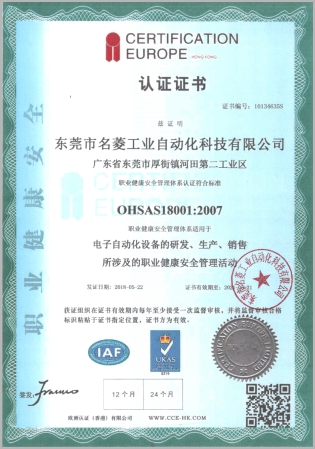 CERTIFICATION
EUROPE
HONG KONG
认证证书
证书编号: 10134635S
兹 证 明
东莞市名菱工业自动化科技有限公司
广东省东莞市厚街镇河田第二工业区
职业健康安全管理体系认证符合标准
OHSAS18001:2007
职业健康安全管理体系适用于
电子自动化设备的研发、生产、销售
所涉及的职业健康安全管理活动
发证日期: 2018-05-22
证书有效期至:
获证组织在证书有效期内每年至少接受一次监督审核，并将监督审核合格
标识粘贴于证书指定位置，证书方为有效。
IAF
UKAS
签发:
12 个月
24 个月
欧洲认证（香港）有限公司
WWW.CCE-HK.COM
职业健康安全